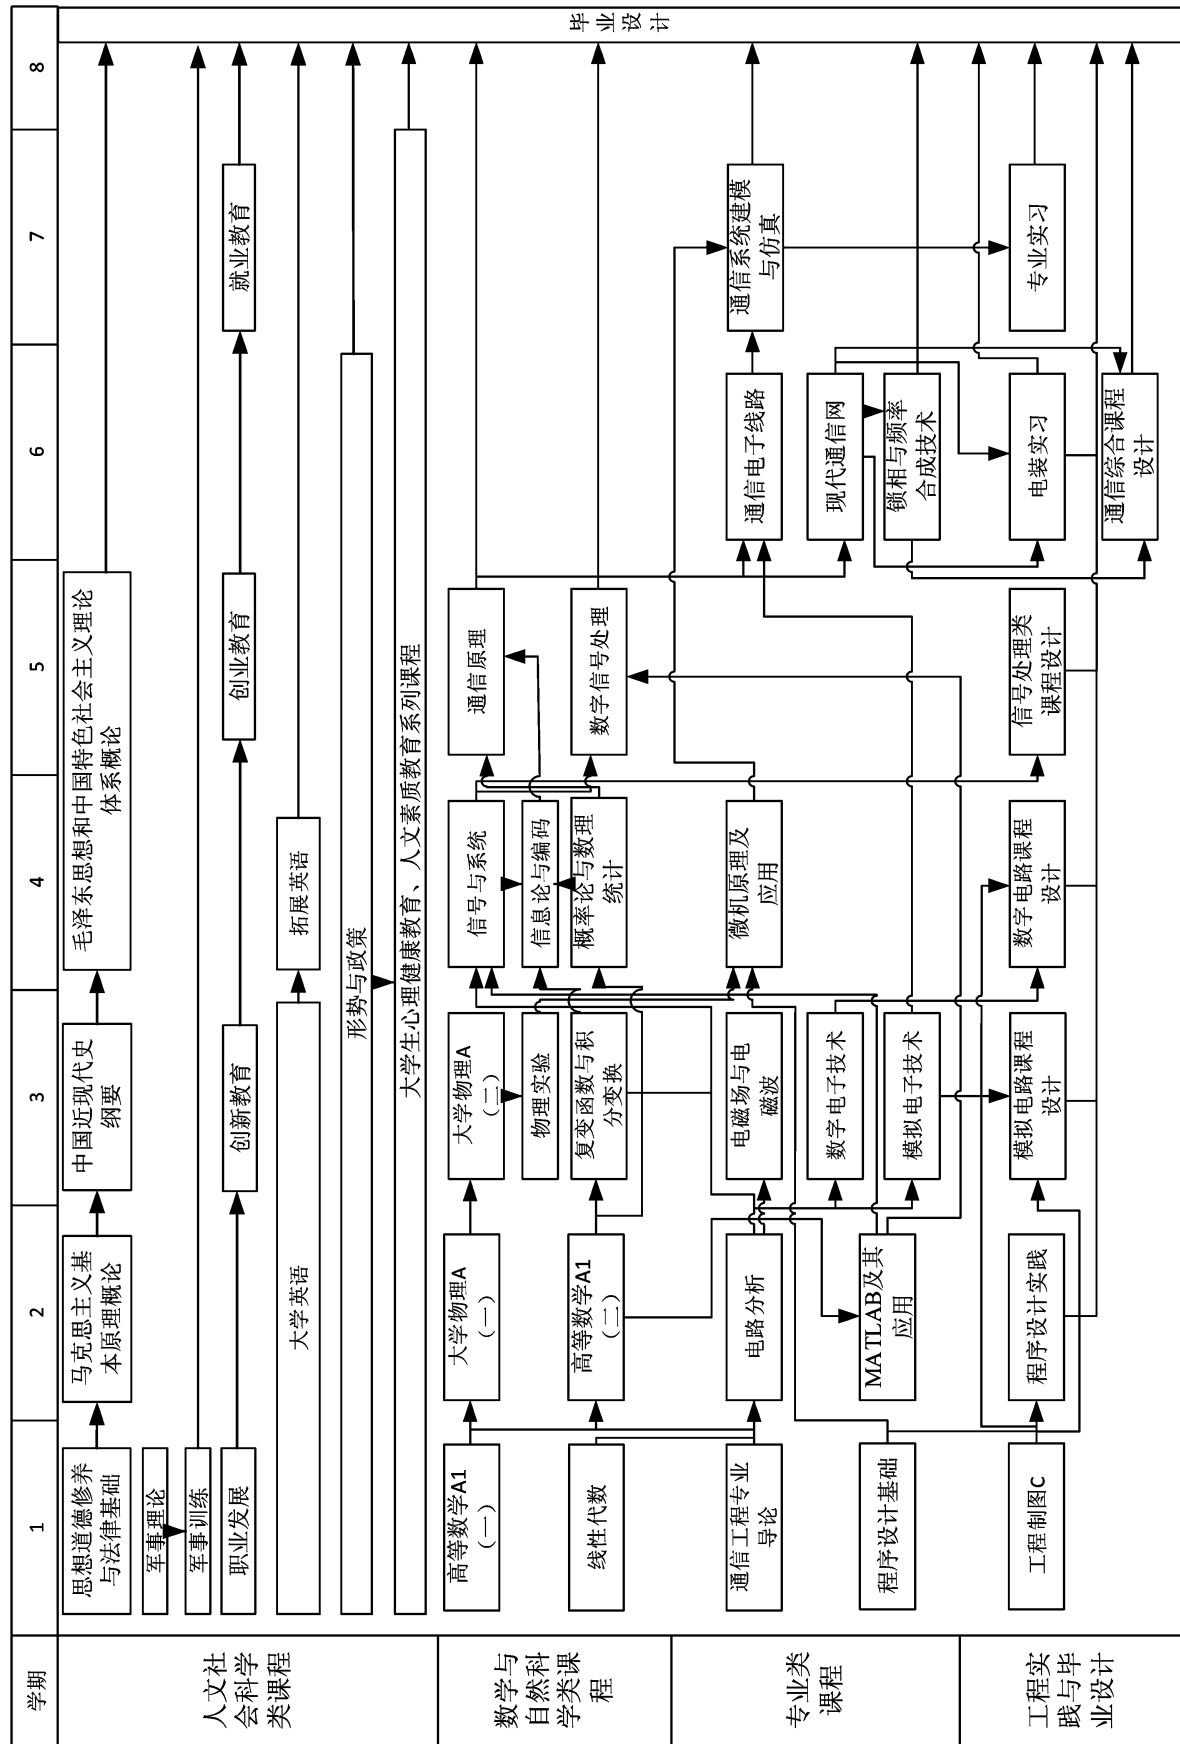 学期
1
2
3
4
5
6
7
8
人文社
会科学
类课程
思想道德修养
与法律基础
马克思主义基
本原理概论
中国近现代史
纲要
毛泽东思想和中国特色社会主义理论
体系概论
军事理论
军事训练
职业发展
创新教育
创业教育
就业教育
大学英语
拓展英语
形势与政策
大学生心理健康教育、人文素质教育系列课程
数学与
自然科
学类课
程
高等数学A1
(一)
大学物理A
(一)
大学物理A
(二)
信号与系统
通信原理
物理实验
信息论与编码
线性代数
高等数学A1
(二)
复变函数与积
分变换
概率论与数理
统计
数字信号处理
专业类
课程
通信工程专业
导论
电路分析
电磁场与电
磁波
微机原理及
应用
通信电子线路
通信系统建模
与仿真
数字电子技术
现代通信网
程序设计基础
MATLAB及其
应用
模拟电子技术
锁相与频率
合成技术
工程实
践与毕
业设计
工程制图C
程序设计实践
模拟电路课程
设计
数字电路课程
设计
信号处理类
课程设计
电装实习
专业实习
通信综合课程
设计
毕业设计